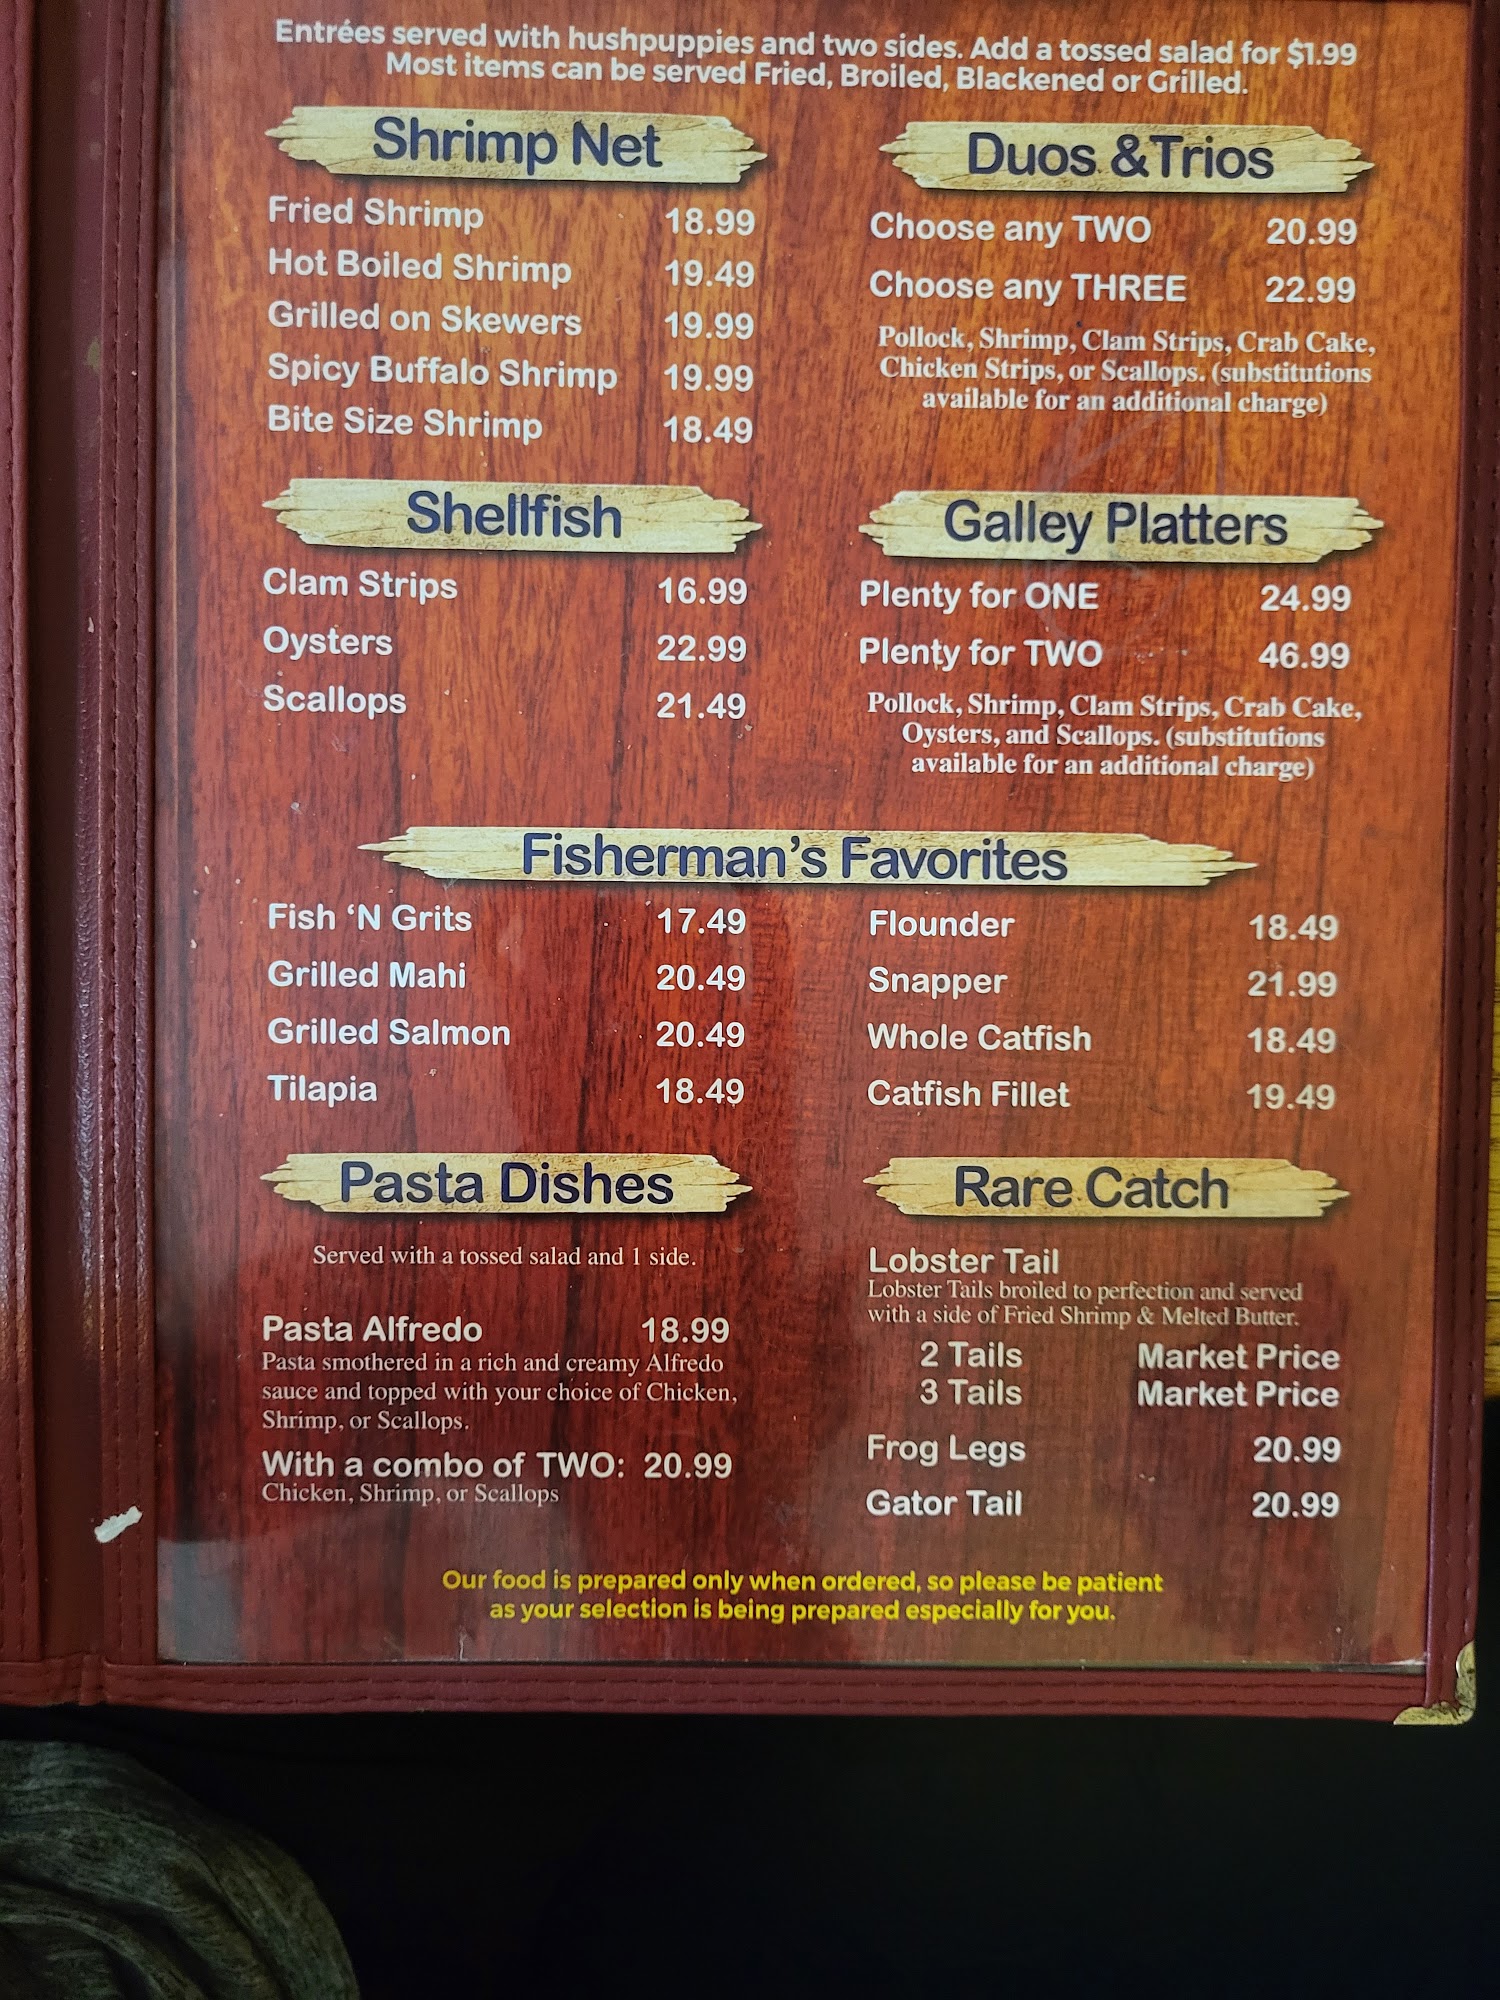 Entrées served with hushpuppies and two sides. Add a tossed salad for $1.99
Most items can be served Fried, Broiled, Blackened or Grilled.
Shrimp Net
Fried Shrimp 18.99
Hot Boiled Shrimp 19.49
Grilled on Skewers 19.99
Spicy Buffalo Shrimp 19.99
Bite Size Shrimp 18.49
Duos & Trios
Choose any TWO 20.99
Choose any THREE 22.99
Pollock, Shrimp, Clam Strips, Crab Cake,
Chicken Strips, or Scallops. (substitutions
available for an additional charge)
Shellfish
Clam Strips 16.99
Oysters 22.99
Scallops 21.49
Galley Platters
Plenty for ONE 24.99
Plenty for TWO 46.99
Pollock, Shrimp, Clam Strips, Crab Cake,
Oysters, and Scallops. (substitutions
available for an additional charge)
Fisherman's Favorites
Fish ‘N Grits 17.49
Grilled Mahi 20.49
Grilled Salmon 20.49
Tilapia 18.49
Flounder 18.49
Snapper 21.99
Whole Catfish 18.49
Catfish Fillet 19.49
Pasta Dishes
Served with a tossed salad and 1 side.
Pasta Alfredo 18.99
Pasta smothered in a rich and creamy Alfredo
sauce and topped with your choice of Chicken,
Shrimp, or Scallops.
With a combo of TWO: 20.99
Chicken, Shrimp, or Scallops
Rare Catch
Lobster Tail
Lobster Tails broiled to perfection and served
with a side of Fried Shrimp & Melted Butter.
2 Tails Market Price
3 Tails Market Price
Frog Legs 20.99
Gator Tail 20.99
Our food is prepared only when ordered, so please be patient
as your selection is being prepared especially for you.